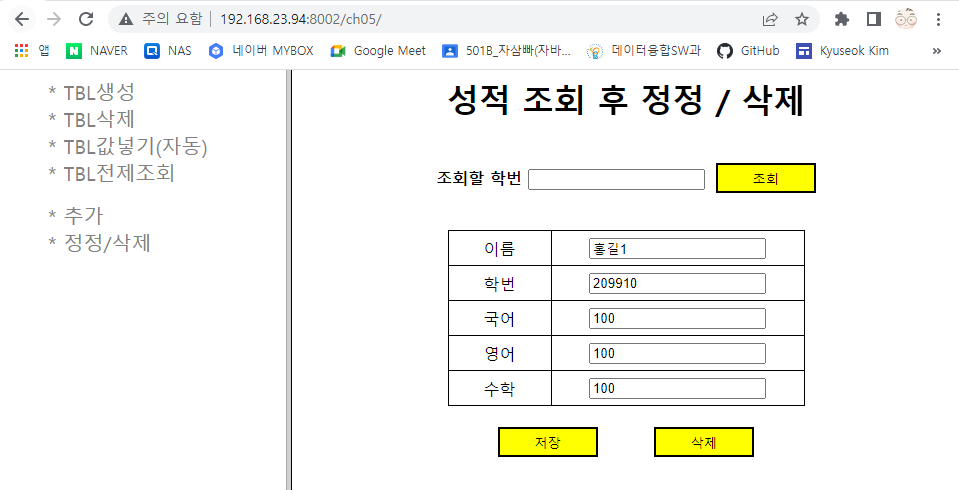 주의 요함 | 192.168.23.94:8002/ch05/
앱 NAVER NAS 네이버 MYBOX Google Meet 501B_자삼빠(자바... 데이터융합SW과 GitHub Kyuseok Kim »
* TBL생성
* TBL삭제
* TBL값넣기(자동)
* TBL전제조회
* 추가
* 정정/삭제
성적 조회 후 정정 / 삭제
조회할 학번 조회
이름 홍길1
학번 209910
국어 100
영어 100
수학 100
저장 삭제